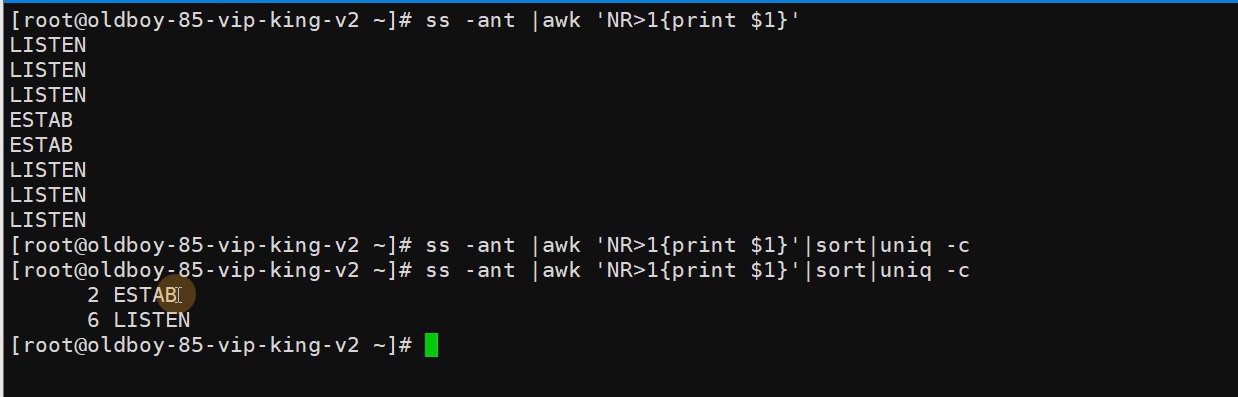 [root@oldboy-85-vip-king-v2 ~]# ss -ant |awk 'NR>1{print $1}'
LISTEN
LISTEN
LISTEN
ESTAB
ESTAB
LISTEN
LISTEN
LISTEN
[root@oldboy-85-vip-king-v2 ~]# ss -ant |awk 'NR>1{print $1}'|sort|uniq -c
[root@oldboy-85-vip-king-v2 ~]# ss -ant |awk 'NR>1{print $1}'|sort|uniq -c
      2 ESTAB
      6 LISTEN
[root@oldboy-85-vip-king-v2 ~]#